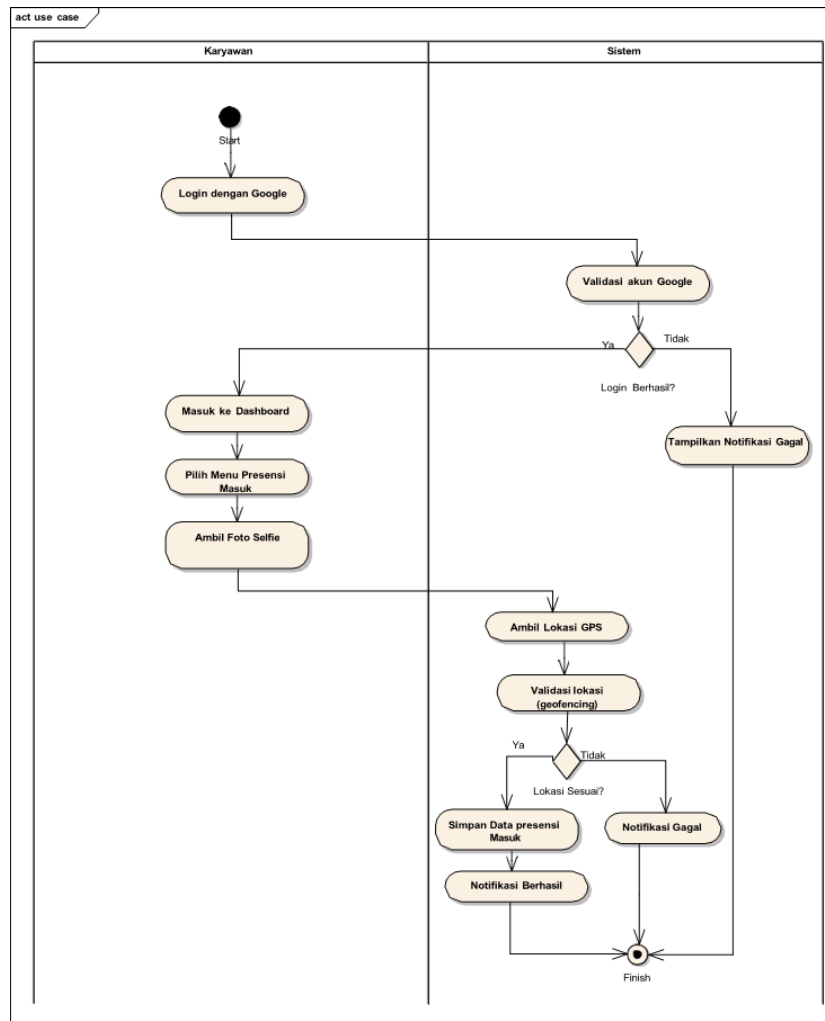 act use case
Karyawan
Sistem
Start
Login dengan Google
Validasi akun Google
Ya
Tidak
Login Berhasil?
Masuk ke Dashboard
Tampilkan Notifikasi Gagal
Pilih Menu Presensi
Masuk
Ambil Foto Selfie
Ambil Lokasi GPS
Validasi lokasi
(geofencing)
Ya
Tidak
Lokasi Sesuai?
Simpan Data presensi
Masuk
Notifikasi Gagal
Notifikasi Berhasil
Finish